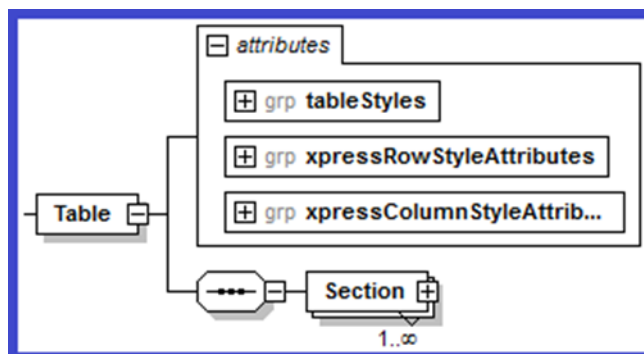 attributes
grp tableStyles
grp xpressRowStyleAttributes
grp xpressColumnStyleAttrib...
Table
Section
1..∞